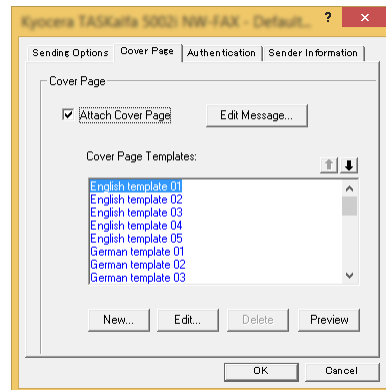 Kyocera TASKalfa 5002i NW-FAX - Default...
Sending Options
Cover Page
Authentication
Sender Information
Cover Page
Attach Cover Page
Edit Message...
Cover Page Templates:
English template 01
English template 02
English template 03
English template 04
English template 05
German template 01
German template 02
German template 03
New...
Edit...
Delete
Preview
OK
Cancel